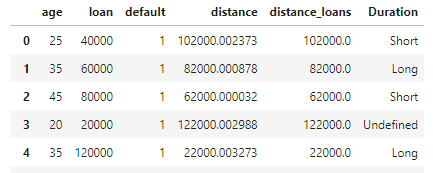 age loan default distance distance_loans Duration
0 25 40000 1 102000.002373 102000.0 Short
1 35 60000 1 82000.000878 82000.0 Long
2 45 80000 1 62000.000032 62000.0 Short
3 20 20000 1 122000.002988 122000.0 Undefined
4 35 120000 1 22000.003273 22000.0 Long